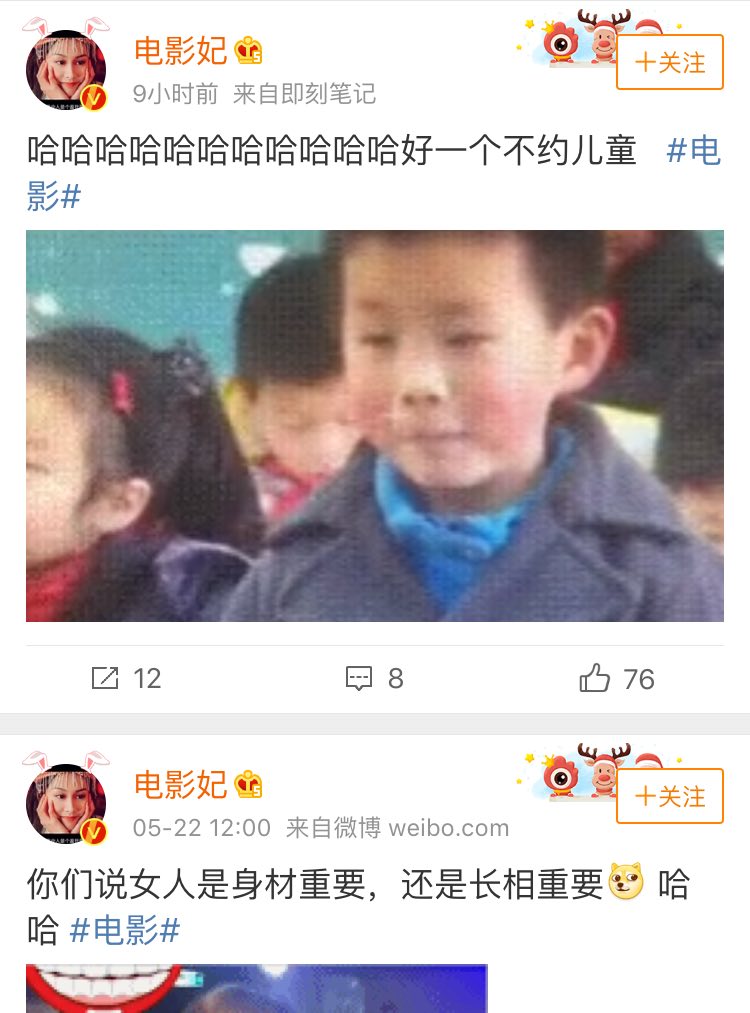 电影妃
9小时前 来自即刻笔记
+关注
哈哈哈哈哈哈哈哈哈哈哈好一个不约儿童 #电
影#
12
8
76
电影妃
05-22 12:00 来自微博 weibo.com
+关注
你们说女人是身材重要，还是长相重要 哈
哈 #电影#